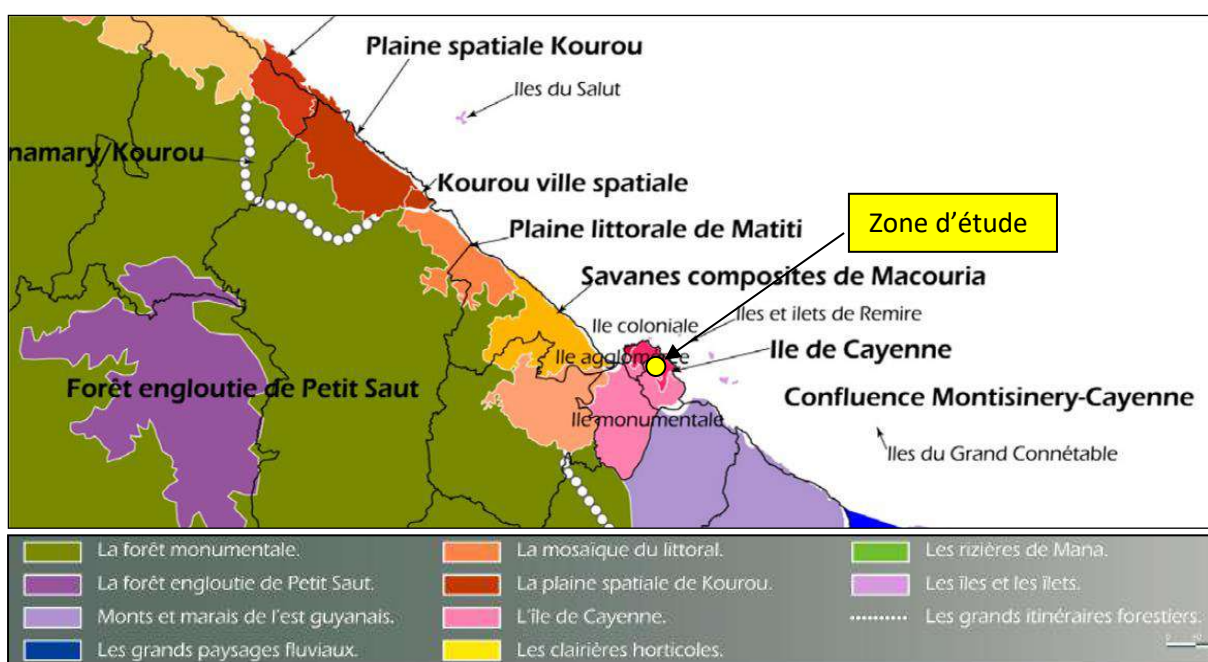 Plaine spatiale Kourou
Iles du Salut
namary/Kourou
Kourou ville spatiale
Zone d'étude
Plaine littorale de Matiti
Savanes composites de Macouria
Ile coloniale
Iles et ilets de Remire
Ile agglomérée
Ile de Cayenne
Forêt engloutie de Petit Saut
Confluence Montisinery-Cayenne
Ile monumentale
Iles du Grand Connétable
La forêt monumentale.
La forêt engloutie de Petit Saut.
Monts et marais de l'est guyanais.
Les grands paysages fluviaux.
La mosaïque du littoral.
La plaine spatiale de Kourou.
L'île de Cayenne.
Les clairières horticoles.
Les rizières de Mana.
Les îles et les îlets.
Les grands itinéraires forestiers.